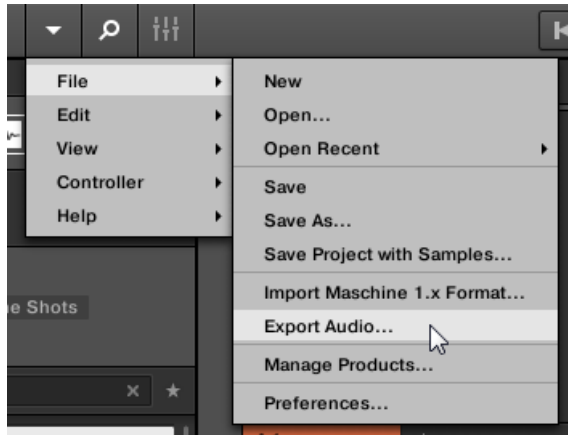 File
Edit
View
Controller
Help
New
Open...
Open Recent
Save
Save As...
Save Project with Samples...
Import Maschine 1.x Format...
Export Audio...
Manage Products...
Preferences...
Shots